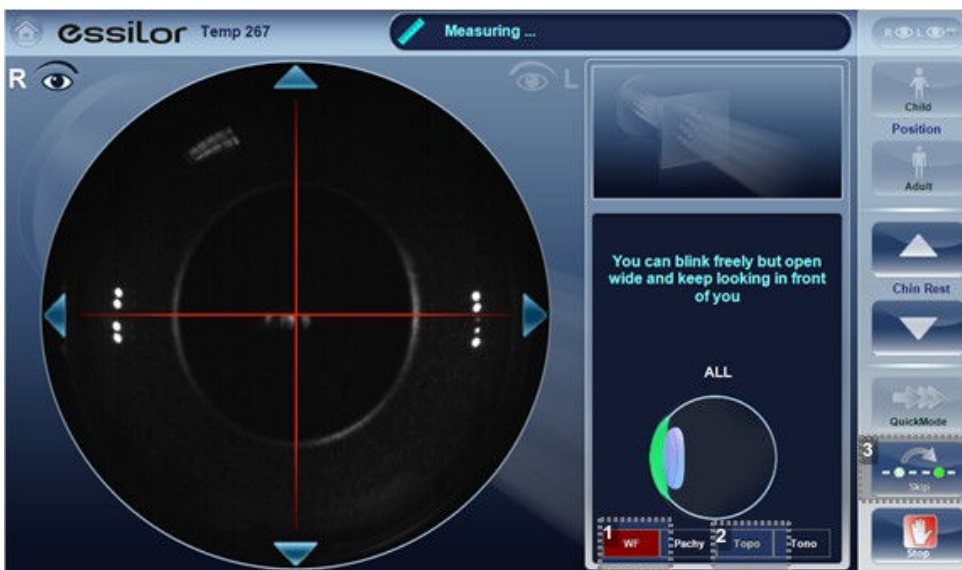 essilor Temp 267
Measuring ...
R L
R L
Child
Position
Adult
You can blink freely but open
wide and keep looking in front
of you
Chin Rest
ALL
QuickMode
3
Skip
1 WF Pachy 2 Topo Tono
Stop